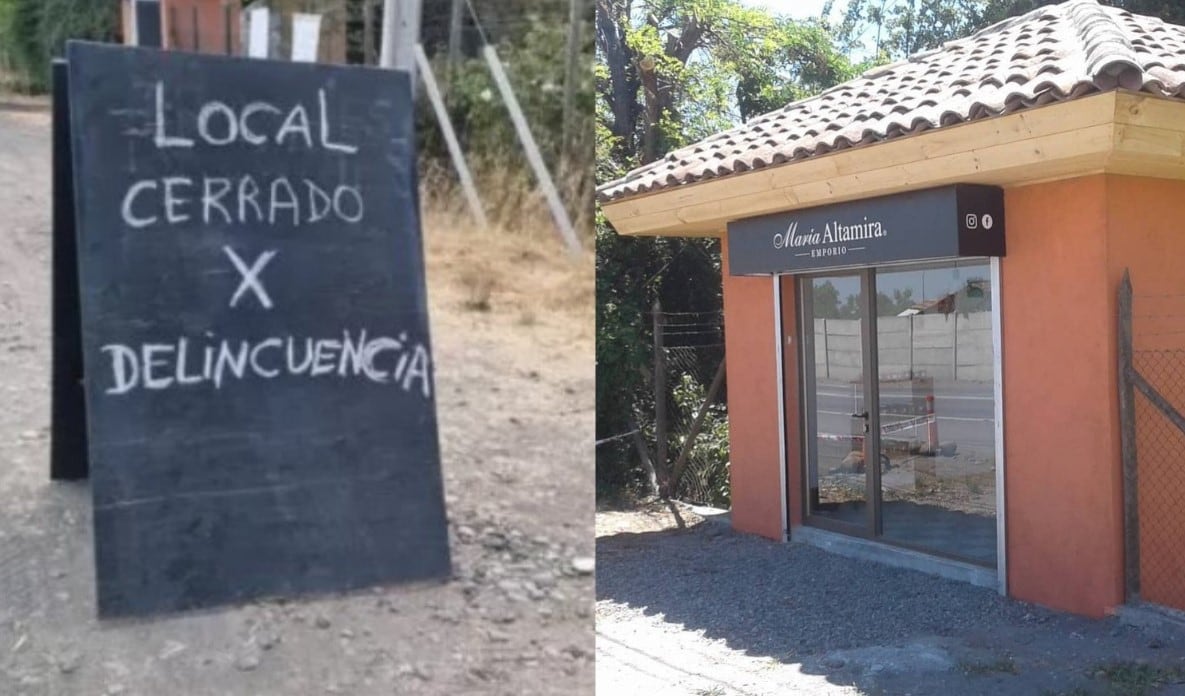 LOCAL
CERRADO
X
DELINCUENCIA
María Altamira
EMPORIO